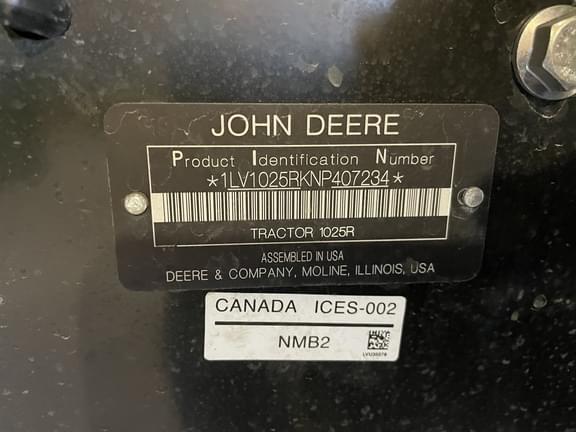 JOHN DEERE
Product Identification Number
*1LV1025RKNP407234*
TRACTOR 1025R
ASSEMBLED IN USA
DEERE & COMPANY, MOLINE, ILLINOIS, USA
CANADA ICES-002
NMB2